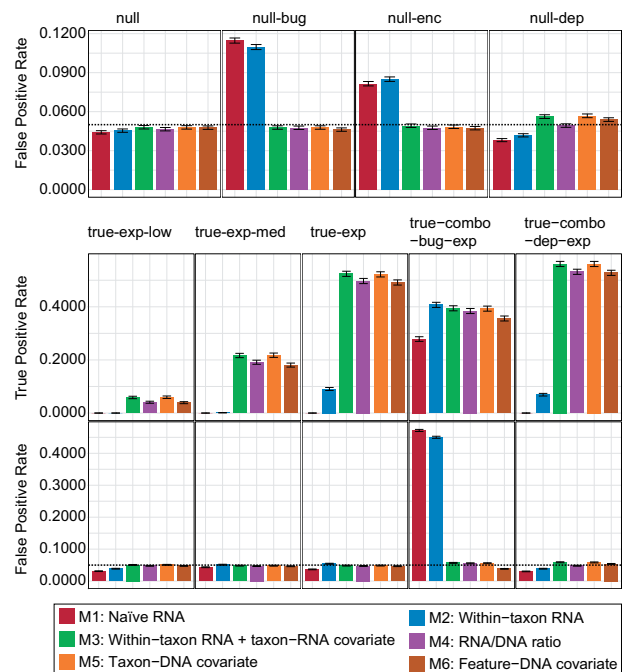 null null-bug null-enc null-dep
False Positive Rate
0.1200
0.0900
0.0600
0.0300
0.0000
true-exp-low true-exp-med true-exp true-combo -bug-exp true-combo -dep-exp
True Positive Rate
0.4000
0.2000
0.0000
False Positive Rate
0.4000
0.3000
0.2000
0.1000
0.0000
M1: Naïve RNA
M2: Within-taxon RNA
M3: Within-taxon RNA + taxon-RNA covariate
M4: RNA/DNA ratio
M5: Taxon-DNA covariate
M6: Feature-DNA covariate